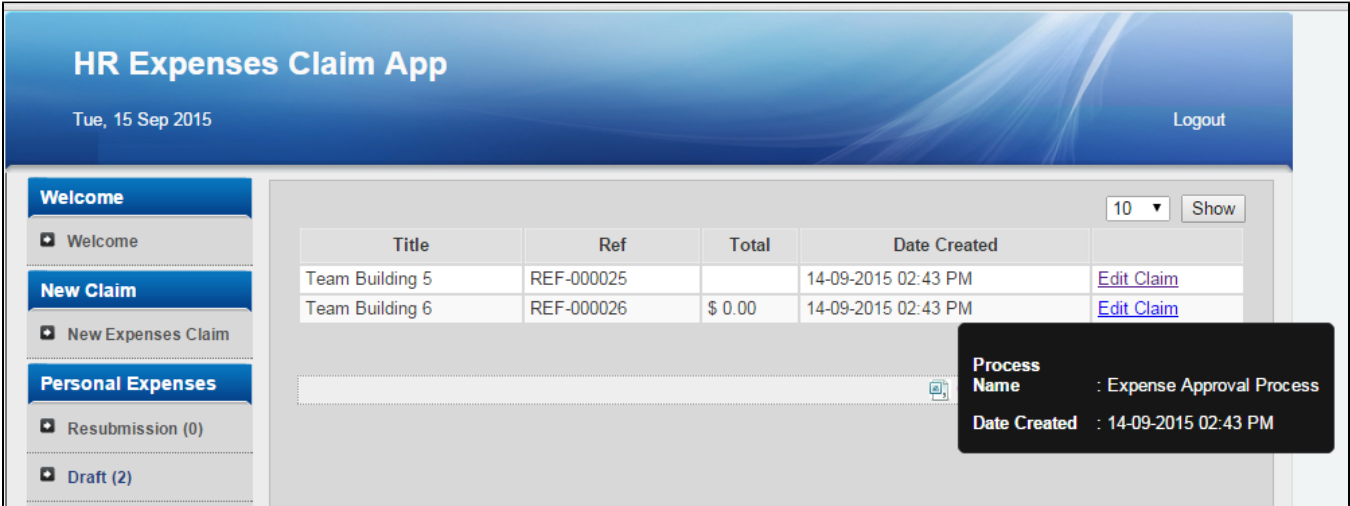 HR Expenses Claim App
Tue, 15 Sep 2015
Logout
Welcome
Welcome
New Claim
New Expenses Claim
Personal Expenses
Resubmission (0)
Draft (2)
10 Show
Title Ref Total Date Created
Team Building 5 REF-000025 14-09-2015 02:43 PM Edit Claim
Team Building 6 REF-000026 $ 0.00 14-09-2015 02:43 PM Edit Claim
Process
Name : Expense Approval Process
Date Created : 14-09-2015 02:43 PM